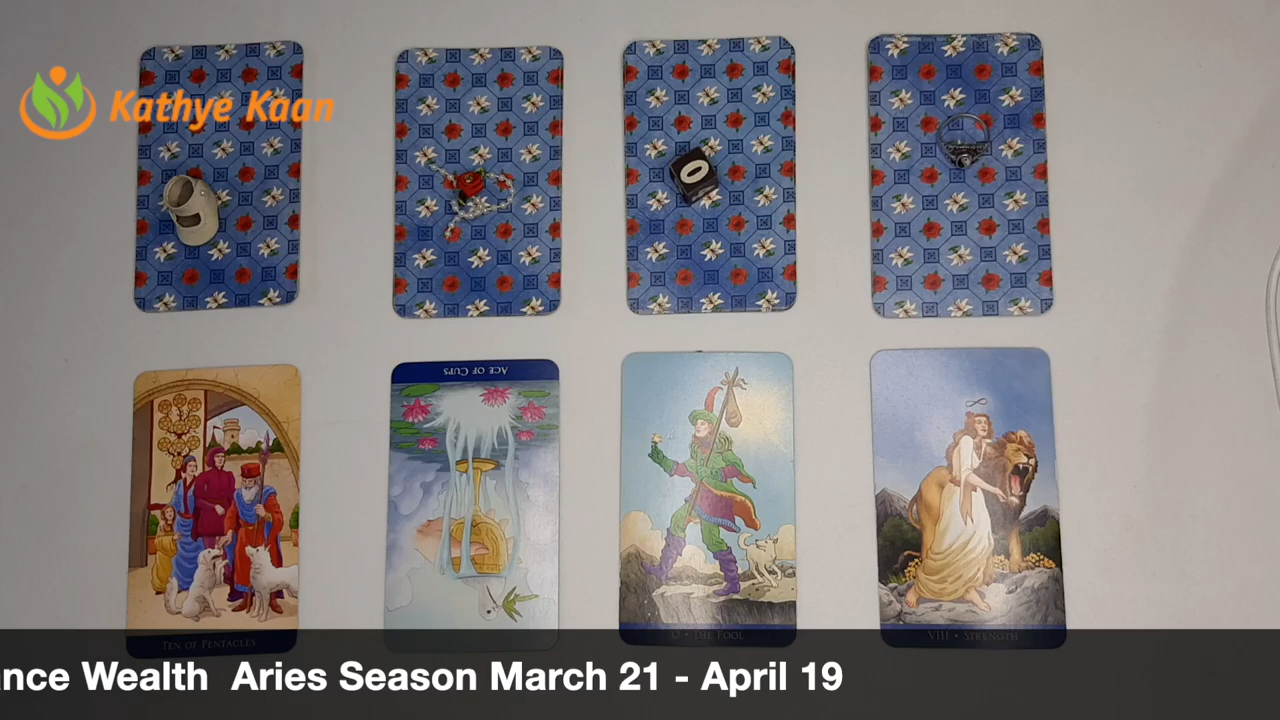 Kathye Kaan
0
ACE OF CUPS
TEN OF PENTACLES
0 • THE FOOL
VIII • STRENGTH
nce Wealth Aries Season March 21 - April 19